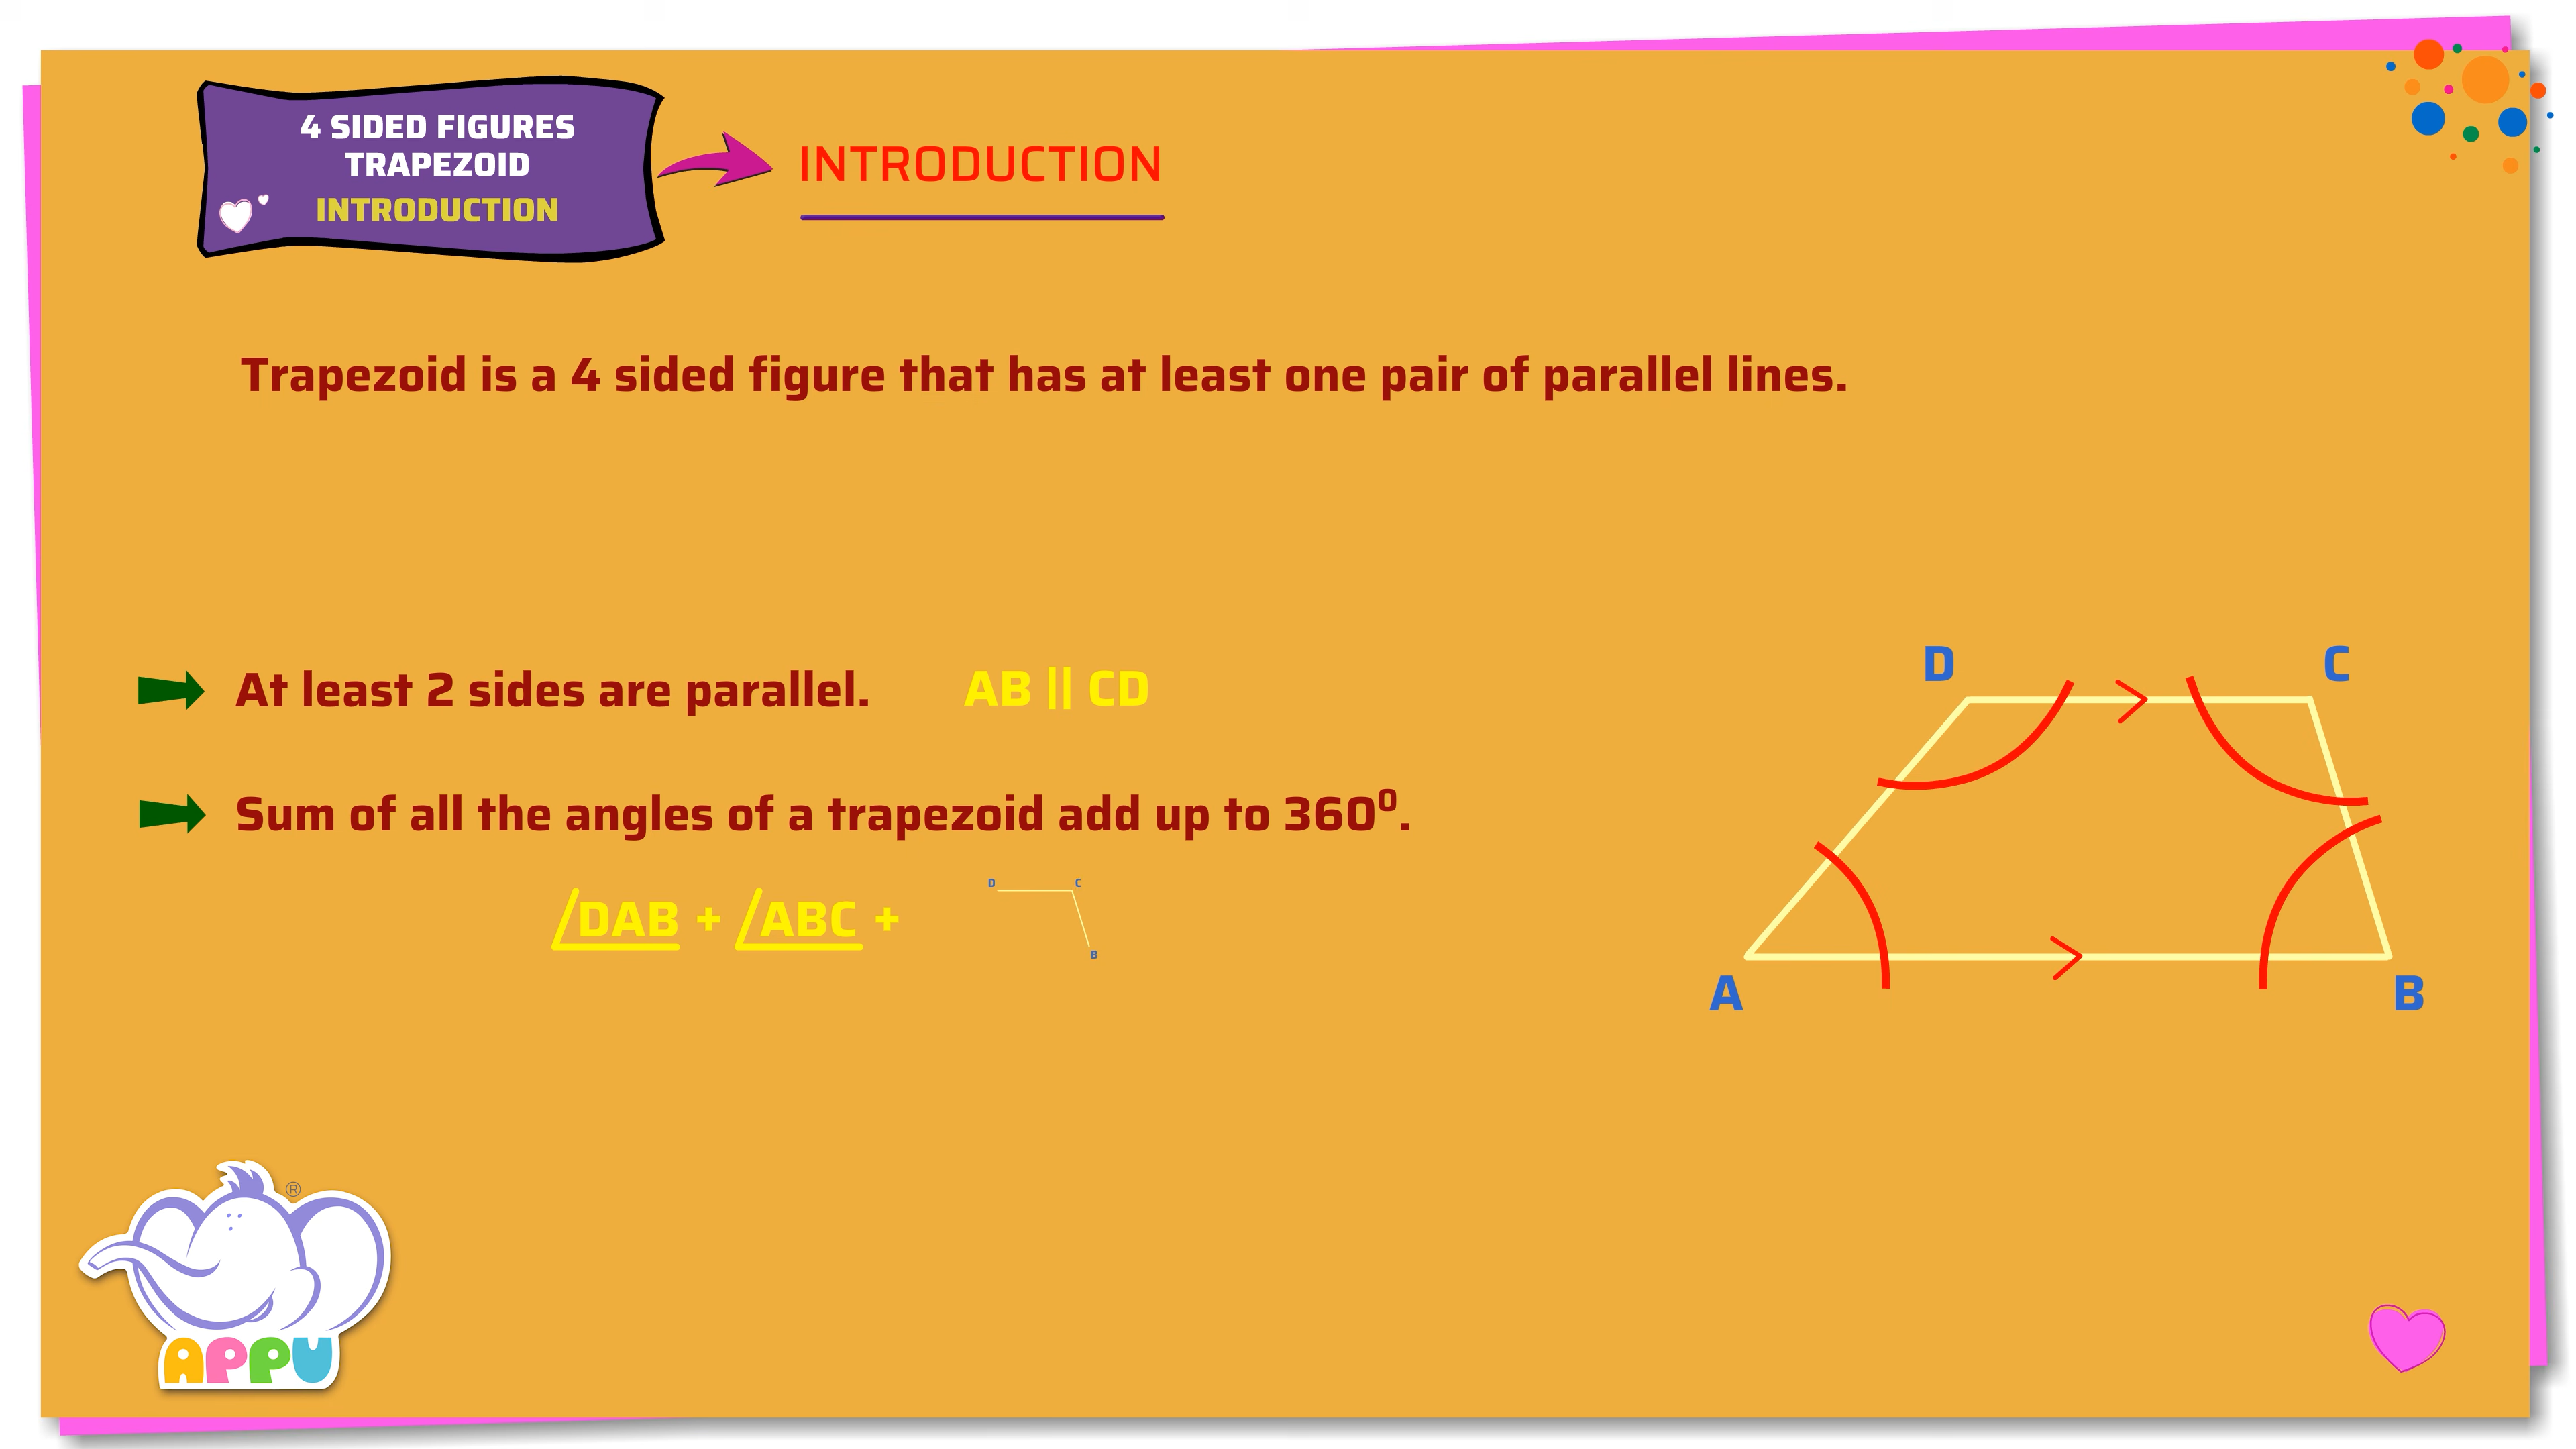 4 SIDED FIGURES
TRAPEZOID
INTRODUCTION
INTRODUCTION
Trapezoid is a 4 sided figure that has at least one pair of parallel lines.
At least 2 sides are parallel. AB || CD
Sum of all the angles of a trapezoid add up to 360⁰.
∠DAB + ∠ABC +
D C
B
D C
A B
®
APPU